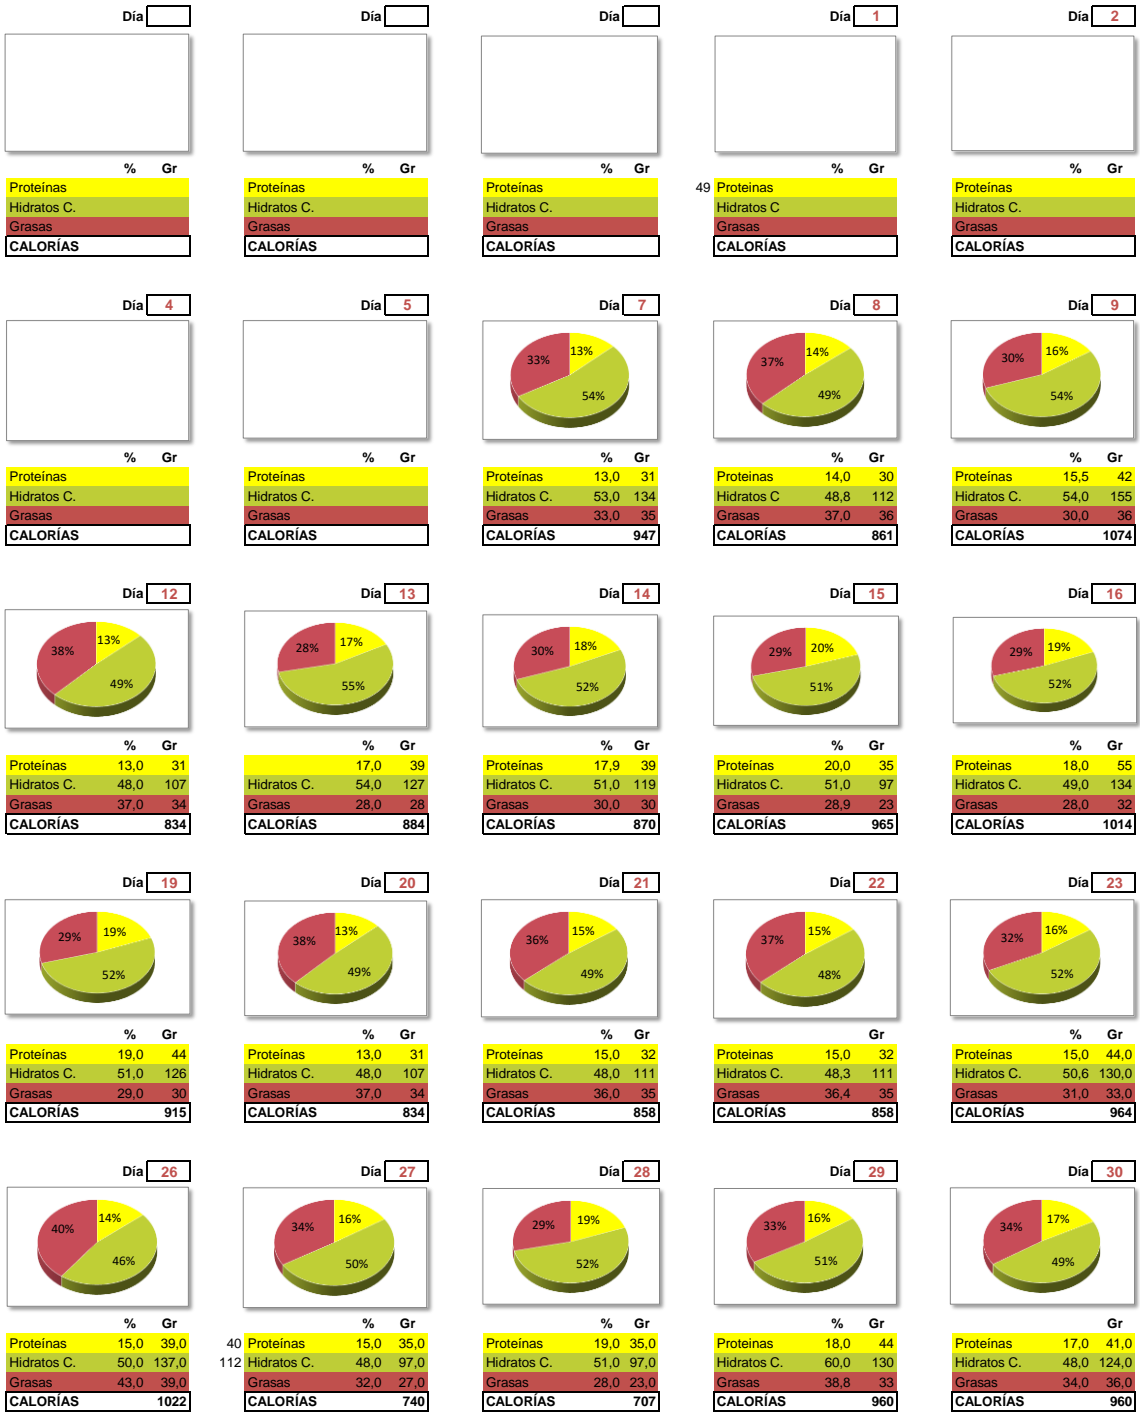 Día Día Día Día 1 Día 2
% Gr % Gr % Gr % Gr % Gr
Proteínas Proteínas Proteínas 49 Proteinas Proteínas
Hidratos C. Hidratos C. Hidratos C. Hidratos C Hidratos C.
Grasas Grasas Grasas Grasas Grasas
CALORÍAS CALORÍAS CALORÍAS CALORÍAS CALORÍAS
Día 4 Día 5 Día 7 Día 8 Día 9
33% 13% 54% 37% 14% 49% 30% 16% 54%
% Gr % Gr % Gr % Gr % Gr
Proteínas Proteínas Proteínas 13,0 31 Proteinas 14,0 30 Proteínas 15,5 42
Hidratos C. Hidratos C. Hidratos C. 53,0 134 Hidratos C 48,8 112 Hidratos C. 54,0 155
Grasas Grasas Grasas 33,0 35 Grasas 37,0 36 Grasas 30,0 36
CALORÍAS CALORÍAS CALORÍAS 947 CALORÍAS 861 CALORÍAS 1074
Día 12 Día 13 Día 14 Día 15 Día 16
38% 13% 49% 28% 17% 55% 30% 18% 52% 29% 20% 51% 29% 19% 52%
% Gr % Gr % Gr % Gr % Gr
Proteínas 13,0 31 17,0 39 Proteínas 17,9 39 Proteínas 20,0 35 Proteinas 18,0 55
Hidratos C. 48,0 107 Hidratos C. 54,0 127 Hidratos C. 51,0 119 Hidratos C. 51,0 97 Hidratos C. 49,0 134
Grasas 37,0 34 Grasas 28,0 28 Grasas 30,0 30 Grasas 28,9 23 Grasas 28,0 32
CALORÍAS 834 CALORÍAS 884 CALORÍAS 870 CALORÍAS 965 CALORÍAS 1014
Día 19 Día 20 Día 21 Día 22 Día 23
29% 19% 52% 38% 13% 49% 36% 15% 49% 37% 15% 48% 32% 16% 52%
% Gr % Gr % Gr Gr % Gr
Proteínas 19,0 44 Proteínas 13,0 31 Proteínas 15,0 32 Proteínas 15,0 32 Proteínas 15,0 44,0
Hidratos C. 51,0 126 Hidratos C. 48,0 107 Hidratos C. 48,0 111 Hidratos C. 48,3 111 Hidratos C. 50,6 130,0
Grasas 29,0 30 Grasas 37,0 34 Grasas 36,0 35 Grasas 36,4 35 Grasas 31,0 33,0
CALORÍAS 915 CALORÍAS 834 CALORÍAS 858 CALORÍAS 858 CALORÍAS 964
Día 26 Día 27 Día 28 Día 29 Día 30
40% 14% 46% 34% 16% 50% 29% 19% 52% 33% 16% 51% 34% 17% 49%
% Gr % Gr % Gr % Gr Gr
Proteínas 15,0 39,0 40 Proteínas 15,0 35,0 Proteínas 19,0 35,0 Proteínas 18,0 44 Proteínas 17,0 41,0
Hidratos C. 50,0 137,0 112 Hidratos C. 48,0 97,0 Hidratos C. 51,0 97,0 Hidratos C. 60,0 130 Hidratos C. 48,0 124,0
Grasas 43,0 39,0 Grasas 32,0 27,0 Grasas 28,0 23,0 Grasas 38,8 33 Grasas 34,0 36,0
CALORÍAS 1022 CALORÍAS 740 CALORÍAS 707 CALORÍAS 960 CALORÍAS 960